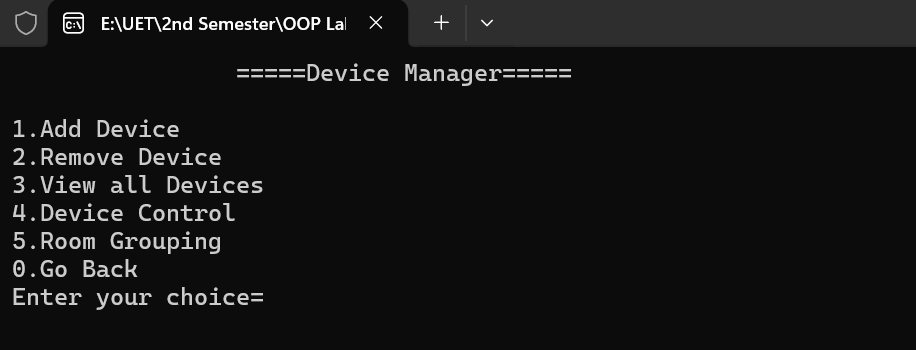 E:\UET\2nd Semester\OOP La
=====Device Manager=====
1.Add Device
2.Remove Device
3.View all Devices
4.Device Control
5.Room Grouping
0.Go Back
Enter your choice=